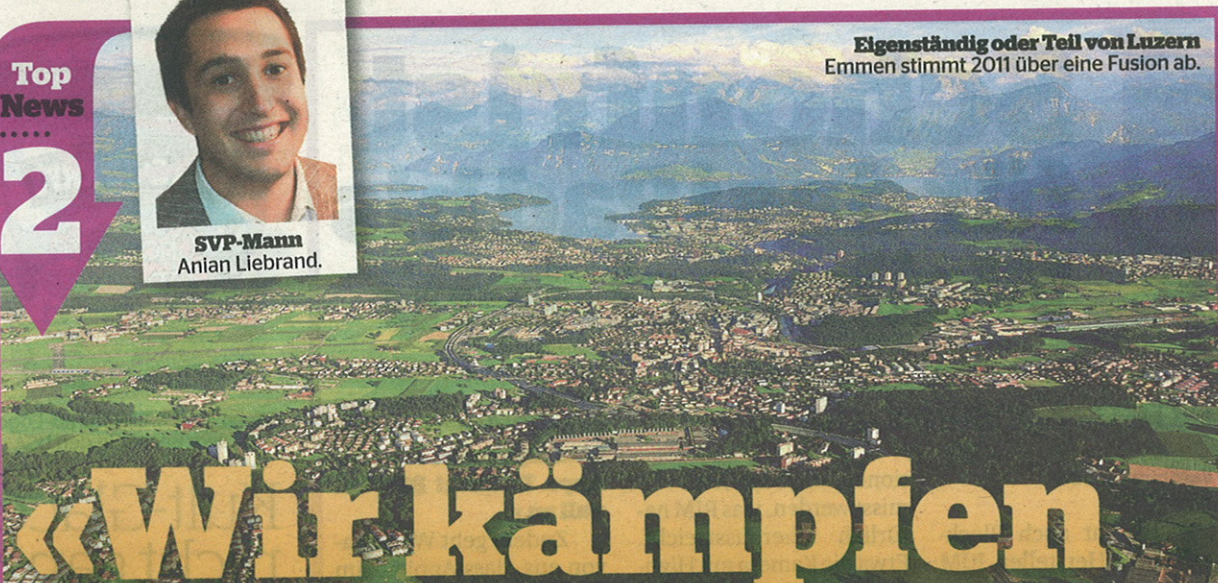 Top
News
2
SVP-Mann
Anian Liebrand.
Eigenständig oder Teil von Luzern
Emmen stimmt 2011 über eine Fusion ab.
«Wir kämpfen